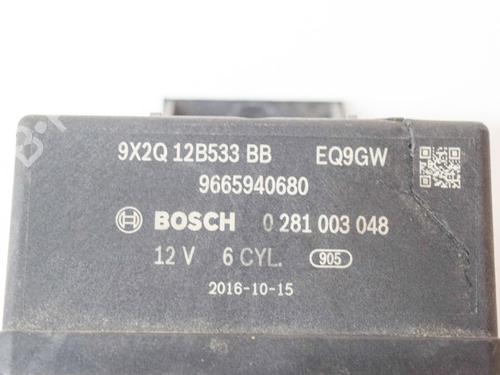 9X2Q 12B533 BB EQ9GW
9665940680
BOSCH 0 281 003 048
12 V 6 CYL. 905
2016-10-15